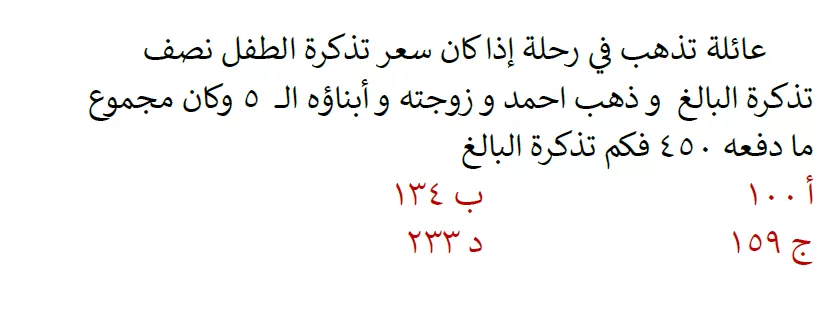 عائلة تذهب في رحلة إذا كان سعر تذكرة الطفل نصف
تذكرة البالغ و ذهب احمد و زوجته و أبناؤه الـ ٥ وكان مجموع
ما دفعه ٤٥٠ فكم تذكرة البالغ
أ ١٠٠ ب ١٣٤
ج ١٥٩ د ٢٣٣